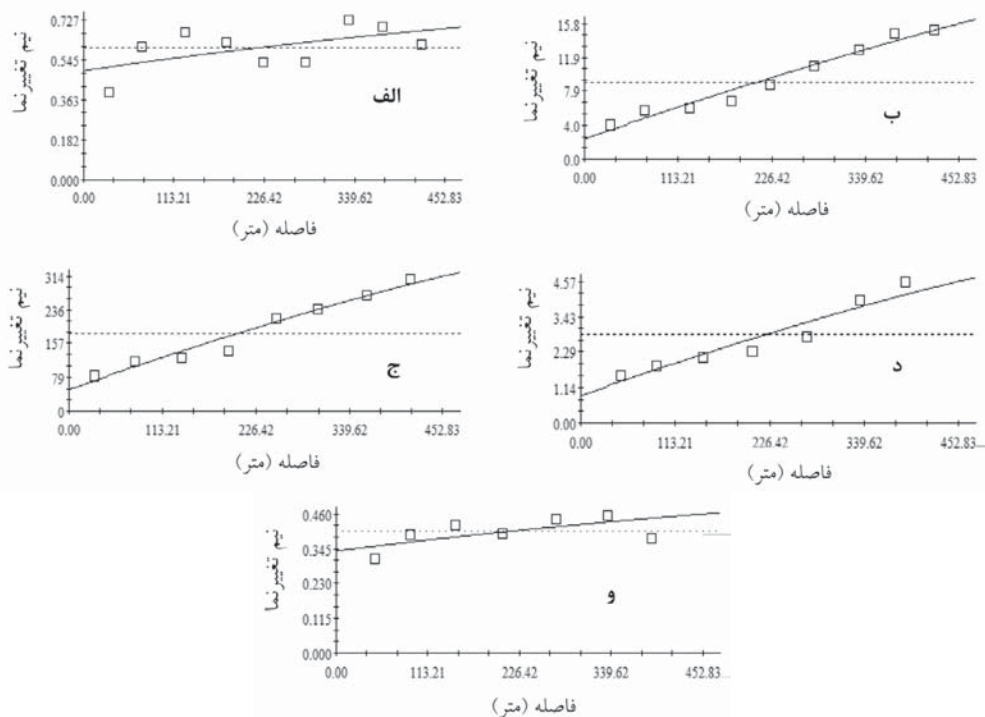 نیم تغییرنما
0.727
0.545
0.363
0.182
0.000
الف
0.00 113.21 226.42 339.62 452.83
فاصله (متر)
نیم تغییرنما
15.8
11.9
7.9
4.0
0.0
ب
0.00 113.21 226.42 339.62 452.83
فاصله (متر)
نیم تغییرنما
314
236
157
79
0
ج
0.00 113.21 226.42 339.62 452.83
فاصله (متر)
نیم تغییرنما
4.57
3.43
2.29
1.14
0.00
د
0.00 113.21 226.42 339.62 452.83
فاصله (متر)
نیم تغییرنما
0.460
0.345
0.230
0.115
0.000
و
0.00 113.21 226.42 339.62 452.83
فاصله (متر)